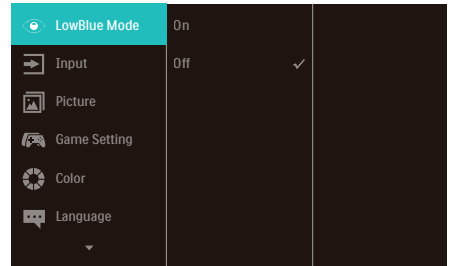 LowBlue Mode
On
Input
Off
Picture
Game Setting
Color
Language